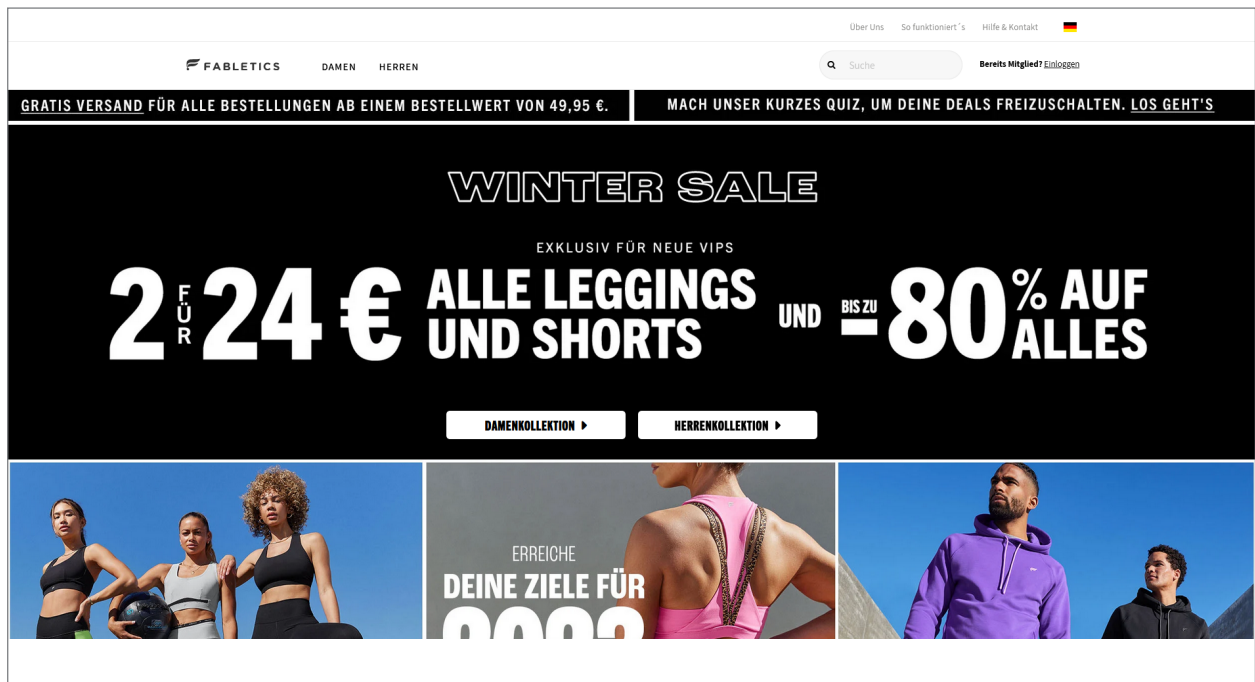 Über Uns So funktioniert´s Hilfe & Kontakt
FABLETICS DAMEN HERREN Suche Bereits Mitglied? Einloggen
GRATIS VERSAND FÜR ALLE BESTELLUNGEN AB EINEM BESTELLWERT VON 49,95 €.
MACH UNSER KURZES QUIZ, UM DEINE DEALS FREIZUSCHALTEN. LOS GEHT'S
WINTER SALE
EXKLUSIV FÜR NEUE VIPS
2 FÜR 24 € ALLE LEGGINGS UND SHORTS UND BIS ZU -80% AUF ALLES
DAMENKOLLEKTION HERRENKOLLEKTION
ERREICHE
DEINE ZIELE FÜR